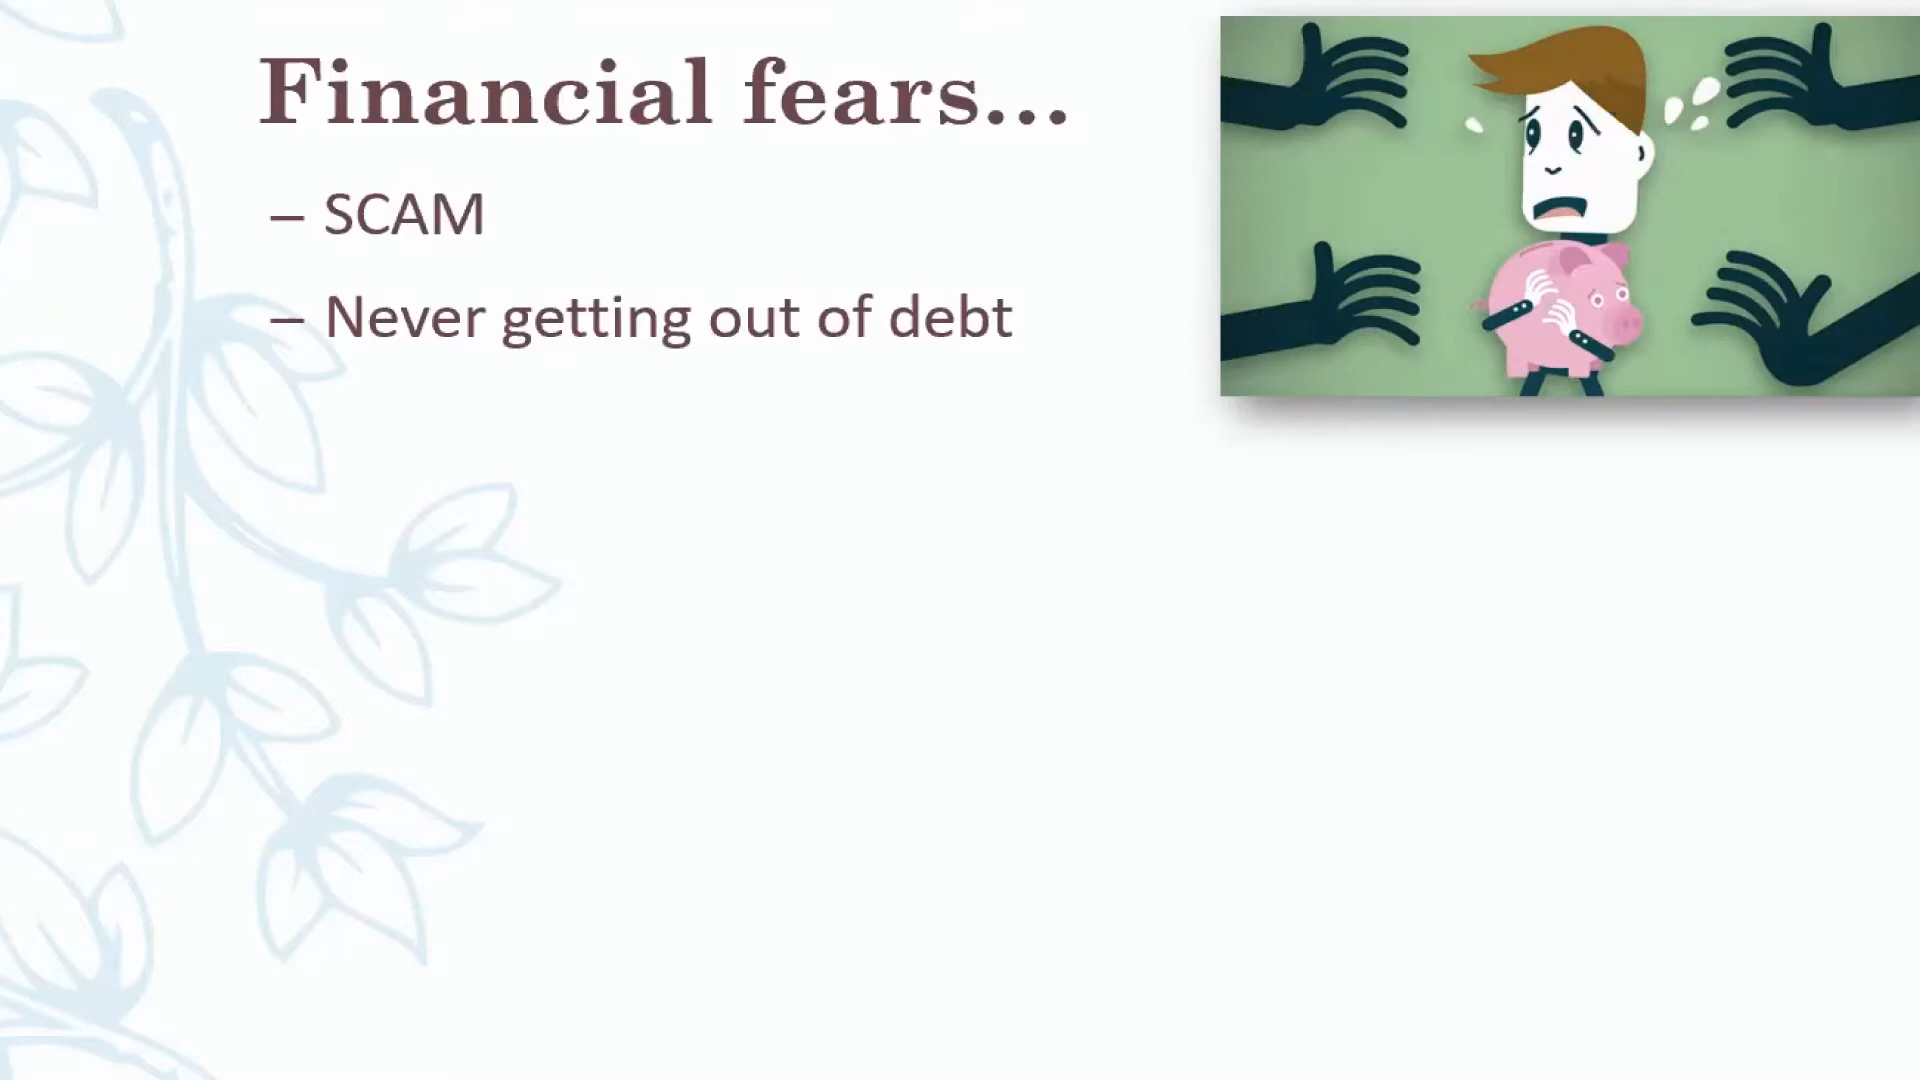 Financial fears...
– SCAM
– Never getting out of debt